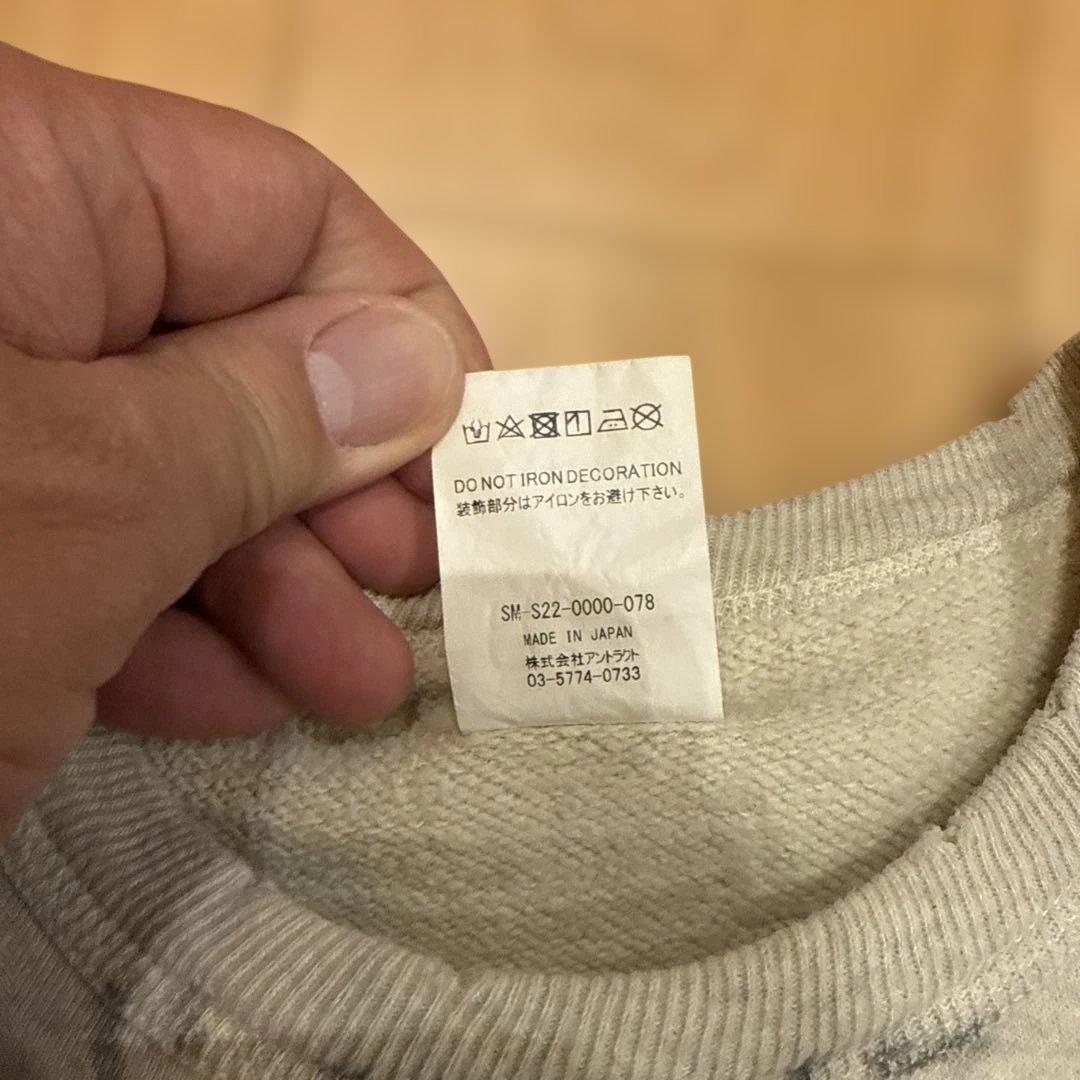 DO NOT IRON DECORATION
装飾部分はアイロンをお避け下さい。
SM-S22-0000-078
MADE IN JAPAN
株式会社アントラクト
03-5774-0733